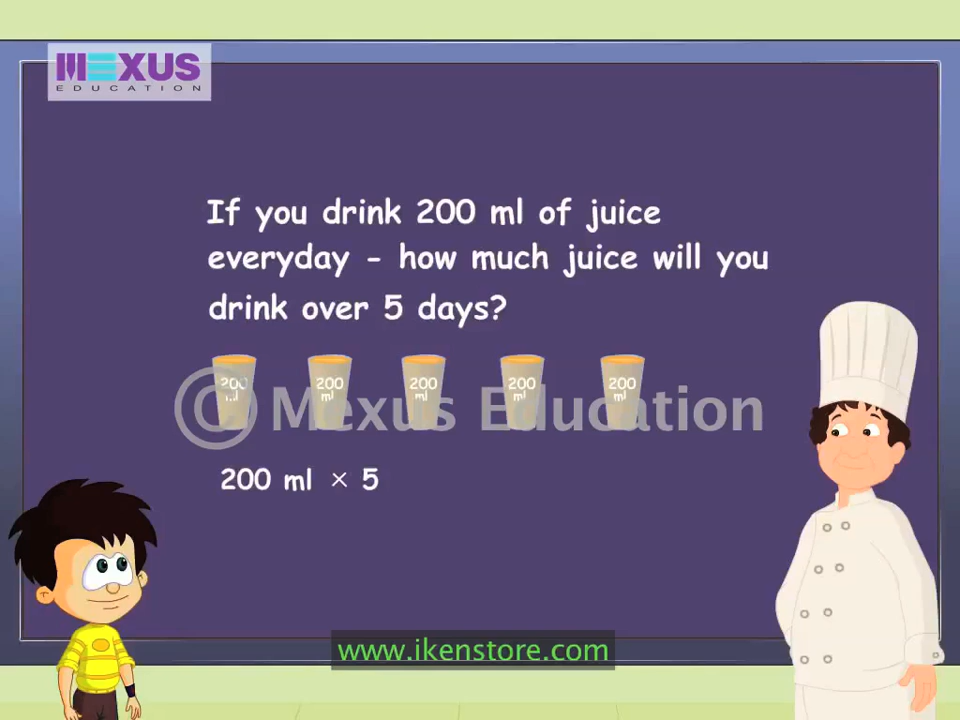 MEXUS
EDUCATION
If you drink 200 ml of juice
everyday - how much juice will you
drink over 5 days?
200 200 200 200 200
ml ml ml ml ml
© Mexus Education
200 ml × 5
www.ikenstore.com